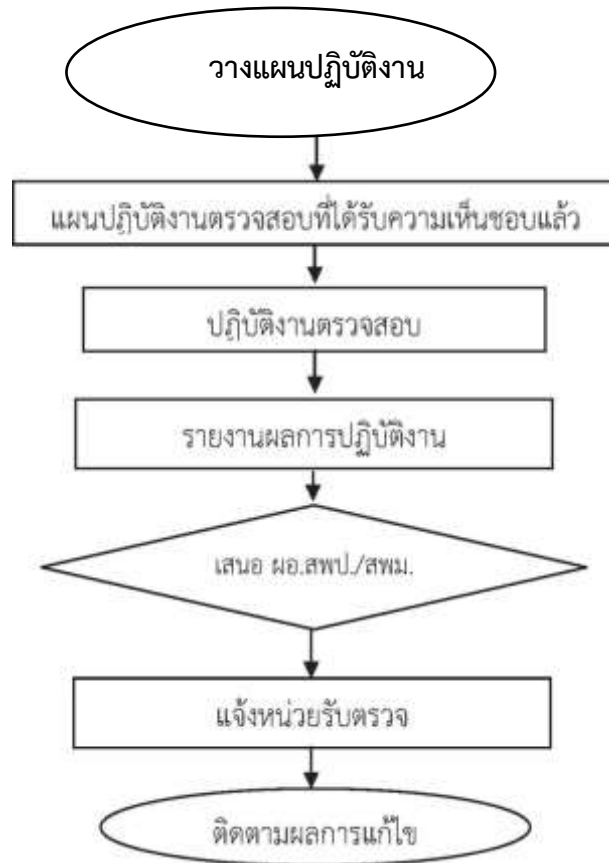 วางแผนปฏิบัติงาน
แผนปฏิบัติงานตรวจสอบที่ได้รับความเห็นชอบแล้ว
ปฏิบัติงานตรวจสอบ
รายงานผลการปฏิบัติงาน
เสนอ ผอ.สพป./สพม.
แจ้งหน่วยรับตรวจ
ติดตามผลการแก้ไข